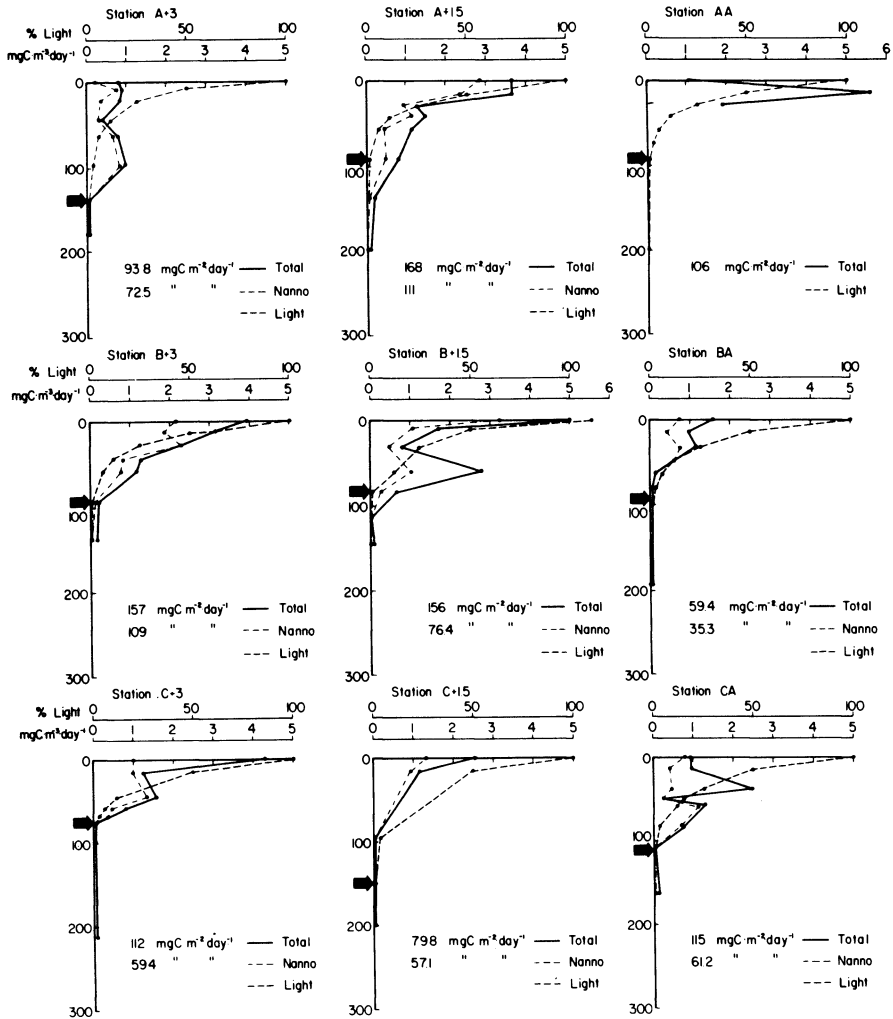 Station A+3
% Light 0 50 100
mgC·m⁻³day⁻¹ 0 1 2 3 4 5
0
100
200
300
93.8 mgC m⁻²day⁻¹ Total
72.5 " " Nanno
Light
Station A+15
0 50 100
0 1 2 3 4 5
0
100
200
300
168 mgC m⁻²day⁻¹ Total
111 " " Nanno
Light
Station AA
0 50 100
0 1 2 3 4 5 6
0
100
200
300
106 mgC m⁻²day⁻¹ Total
Light
Station B+3
% Light 0 50 100
mgC·m⁻³day⁻¹ 0 1 2 3 4 5
0
100
200
300
157 mgC m⁻²day⁻¹ Total
109 " " Nanno
Light
Station B+15
0 50 100
0 1 2 3 4 5 6
0
100
200
300
156 mgC m⁻²day⁻¹ Total
76.4 " " Nanno
Light
Station BA
0 50 100
0 1 2 3 4 5
0
100
200
300
59.4 mgC·m⁻²day⁻¹ Total
35.3 " " Nanno
Light
Station C+3
% Light 0 50 100
mgC·m⁻³day⁻¹ 0 1 2 3 4 5
0
100
200
300
112 mgC m⁻²day⁻¹ Total
59.4 " " Nanno
Light
Station C+15
0 50 100
0 1 2 3 4 5
0
100
200
300
79.8 mgC m⁻²day⁻¹ Total
57.1 " " Nanno
Light
Station CA
0 50 100
0 1 2 3 4 5
0
100
200
300
115 mgC·m⁻²day⁻¹ Total
61.2 " " Nanno
Light